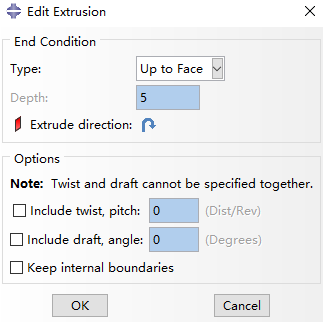 Edit Extrusion
End Condition
Type: Up to Face
Depth: 5
Extrude direction:
Options
Note: Twist and draft cannot be specified together.
Include twist, pitch: 0 (Dist/Rev)
Include draft, angle: 0 (Degrees)
Keep internal boundaries
OK Cancel